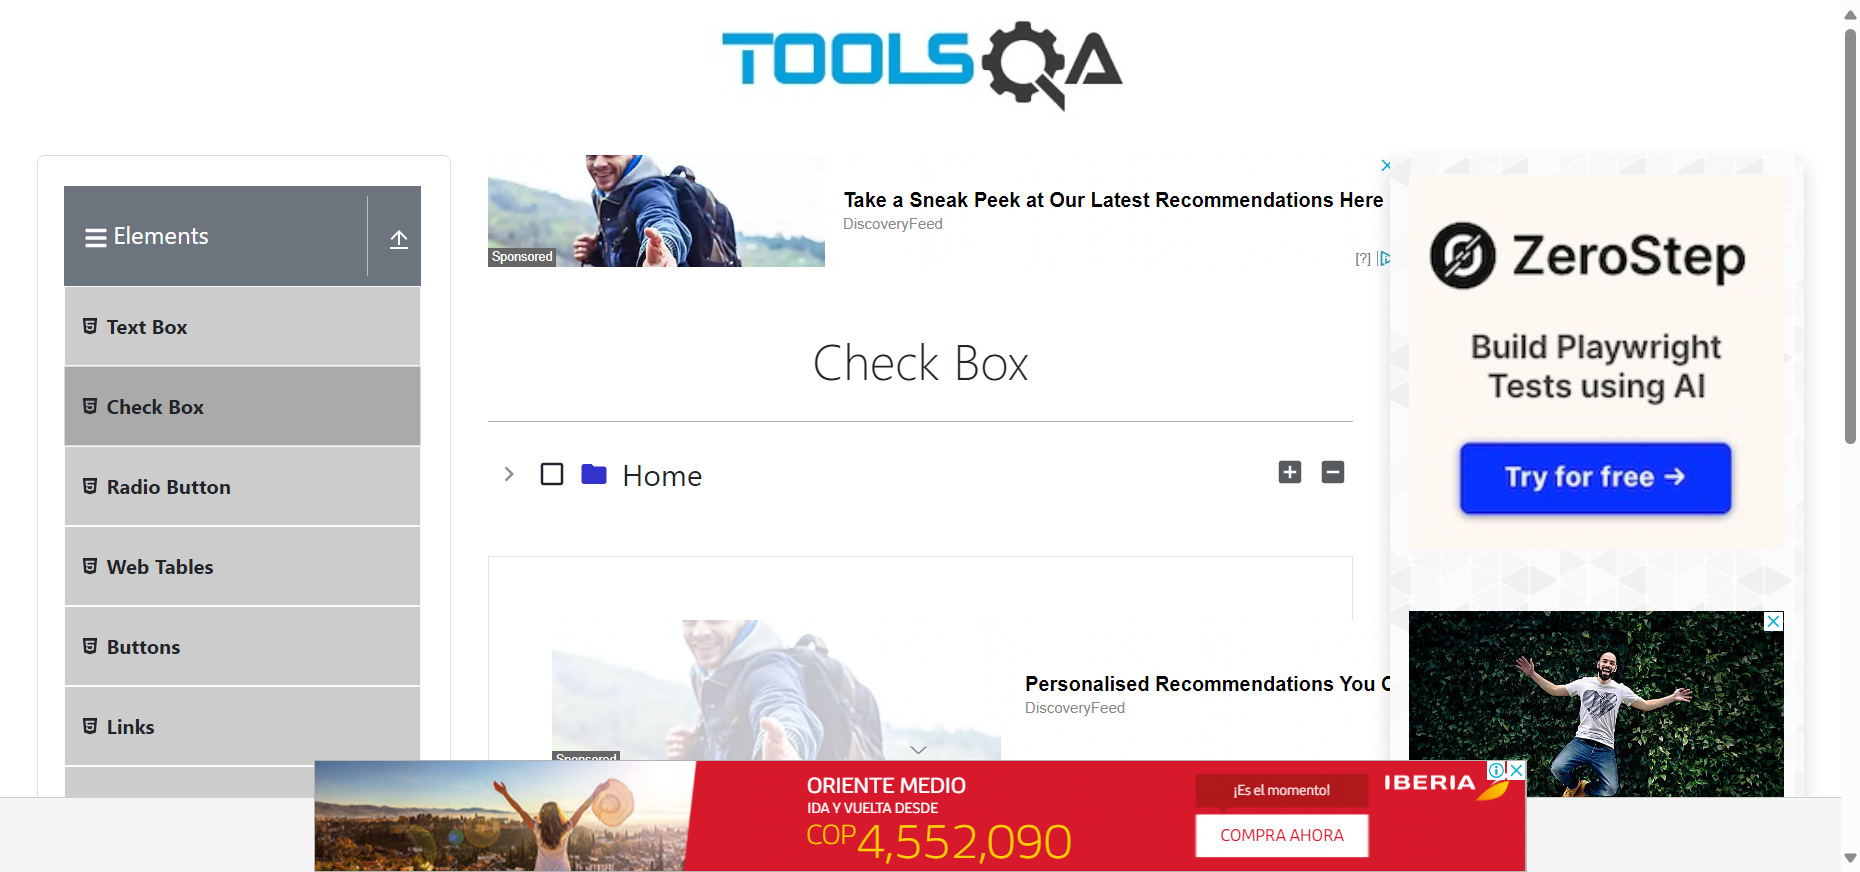 TOOLSQA
Elements
Text Box
Check Box
Radio Button
Web Tables
Buttons
Links
Sponsored
Take a Sneak Peek at Our Latest Recommendations Here
DiscoveryFeed
[?]
Check Box
Home
Sponsored
Personalised Recommendations You C
DiscoveryFeed
ZeroStep
Build Playwright
Tests using AI
Try for free →
ORIENTE MEDIO
IDA Y VUELTA DESDE
COP4,552,090
¡Es el momento!
COMPRA AHORA
IBERIA